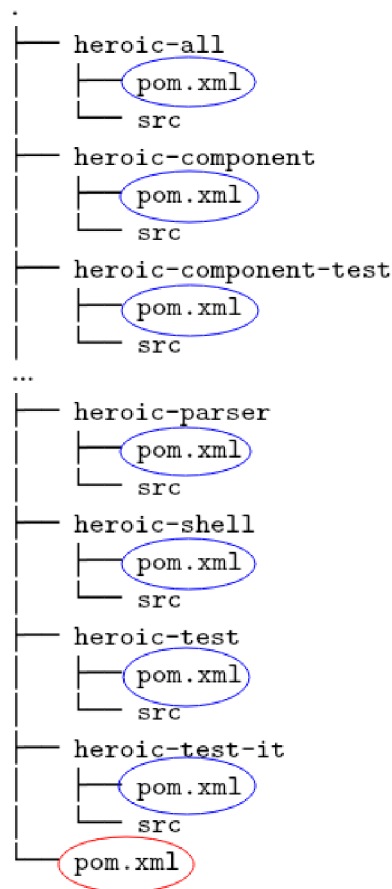 .
heroic-all
pom.xml
src
heroic-component
pom.xml
src
heroic-component-test
pom.xml
src
...
heroic-parser
pom.xml
src
heroic-shell
pom.xml
src
heroic-test
pom.xml
src
heroic-test-it
pom.xml
src
pom.xml